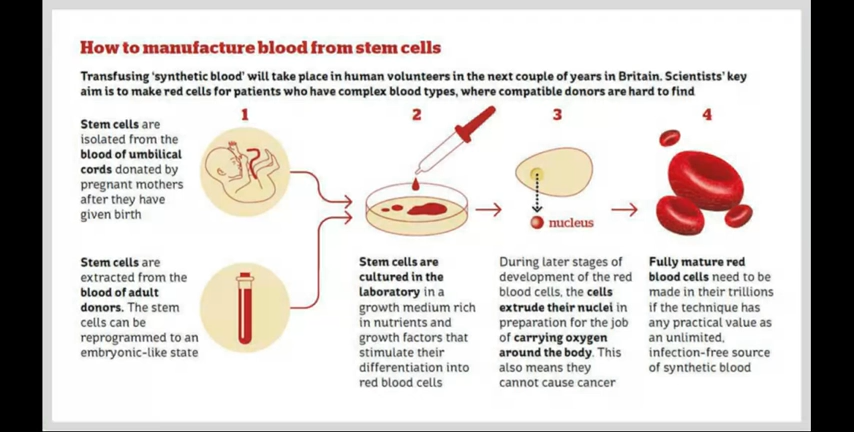 How to manufacture blood from stem cells
Transfusing ‘synthetic blood’ will take place in human volunteers in the next couple of years in Britain. Scientists’ key
aim is to make red cells for patients who have complex blood types, where compatible donors are hard to find
1
Stem cells are
isolated from the
blood of umbilical
cords donated by
pregnant mothers
after they have
given birth
Stem cells are
extracted from the
blood of adult
donors. The stem
cells can be
reprogrammed to an
embryonic-like state
2
Stem cells are
cultured in the
laboratory in a
growth medium rich
in nutrients and
growth factors that
stimulate their
differentiation into
red blood cells
3
nucleus
During later stages of
development of the red
blood cells, the cells
extrude their nuclei in
preparation for the job
of carrying oxygen
around the body. This
also means they
cannot cause cancer
4
Fully mature red
blood cells need to be
made in their trillions
if the technique has
any practical value as
an unlimited,
infection-free source
of synthetic blood